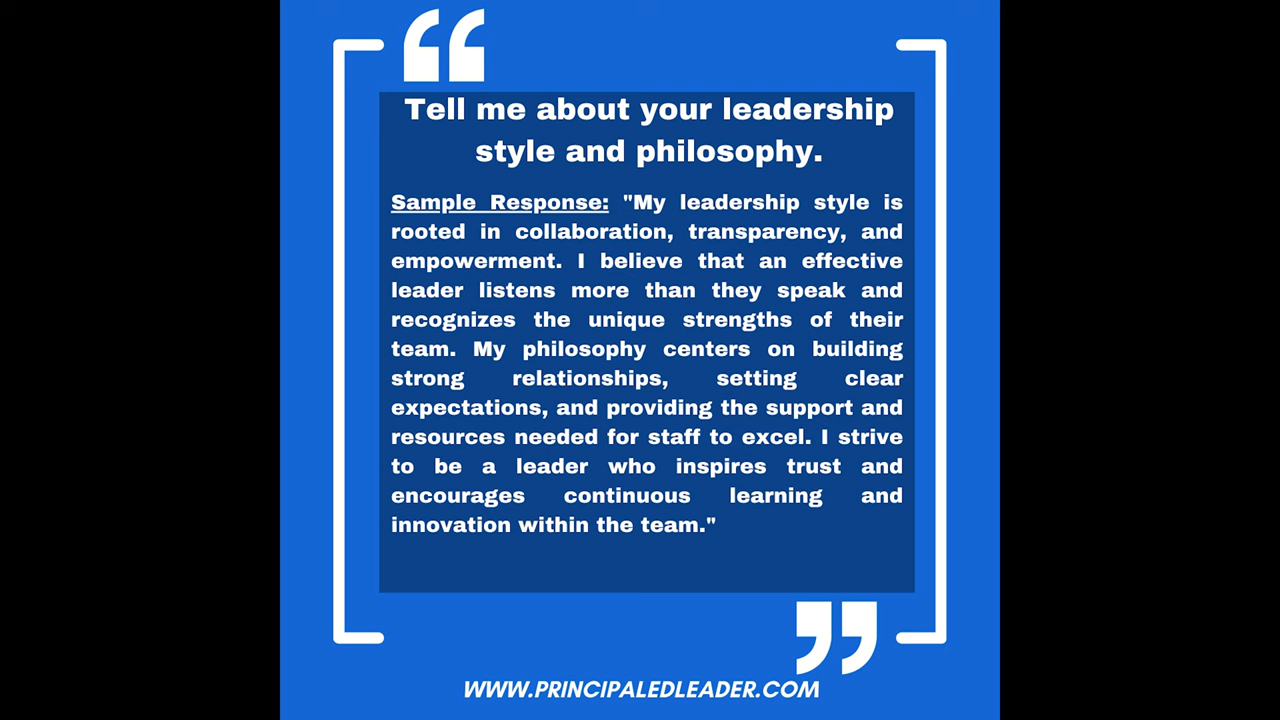 Tell me about your leadership
style and philosophy.
Sample Response: "My leadership style is
rooted in collaboration, transparency, and
empowerment. I believe that an effective
leader listens more than they speak and
recognizes the unique strengths of their
team. My philosophy centers on building
strong relationships, setting clear
expectations, and providing the support and
resources needed for staff to excel. I strive
to be a leader who inspires trust and
encourages continuous learning and
innovation within the team."
WWW.PRINCIPALEDLEADER.COM